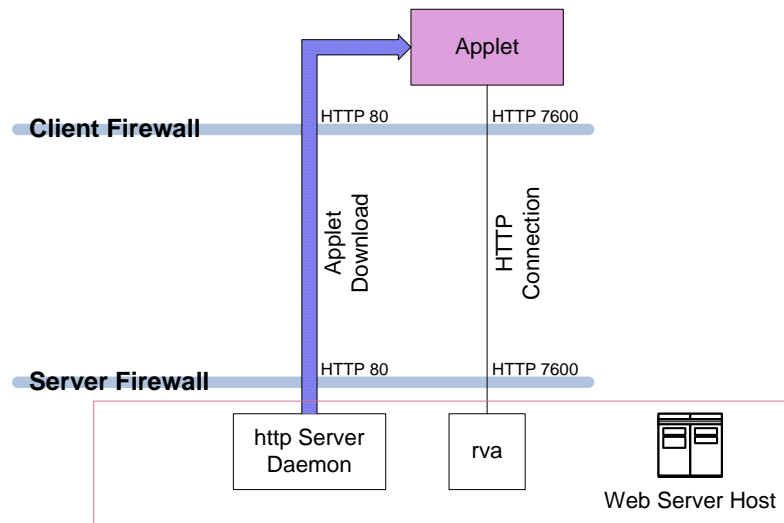 Applet
HTTP 80
HTTP 7600
Client Firewall
Applet
Download
HTTP
Connection
HTTP 80
HTTP 7600
Server Firewall
http Server
Daemon
rva
Web Server Host